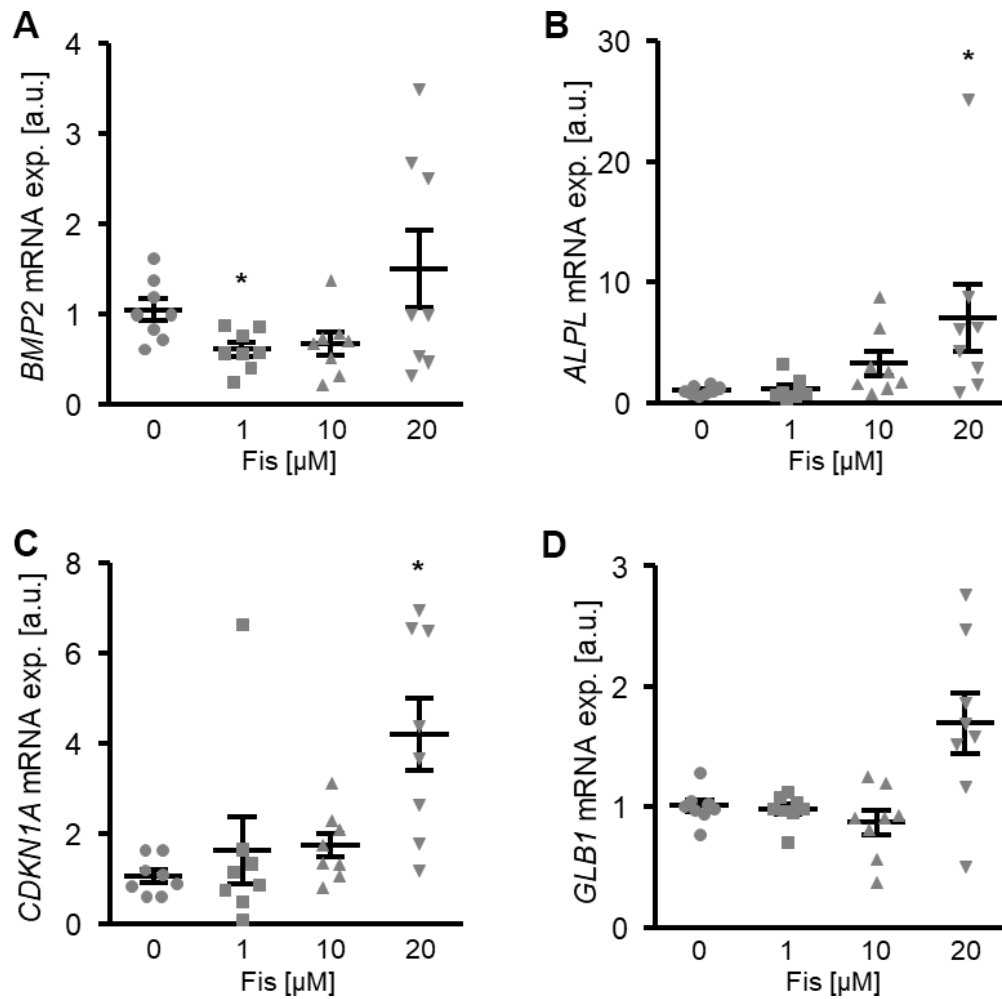 A
BMP2 mRNA exp. [a.u.]
4
3
2
1
0
*
0 1 10 20
Fis [µM]
B
ALPL mRNA exp. [a.u.]
30
20
10
0
*
0 1 10 20
Fis [µM]
C
CDKN1A mRNA exp. [a.u.]
8
6
4
2
0
*
0 1 10 20
Fis [µM]
D
GLB1 mRNA exp. [a.u.]
3
2
1
0
0 1 10 20
Fis [µM]